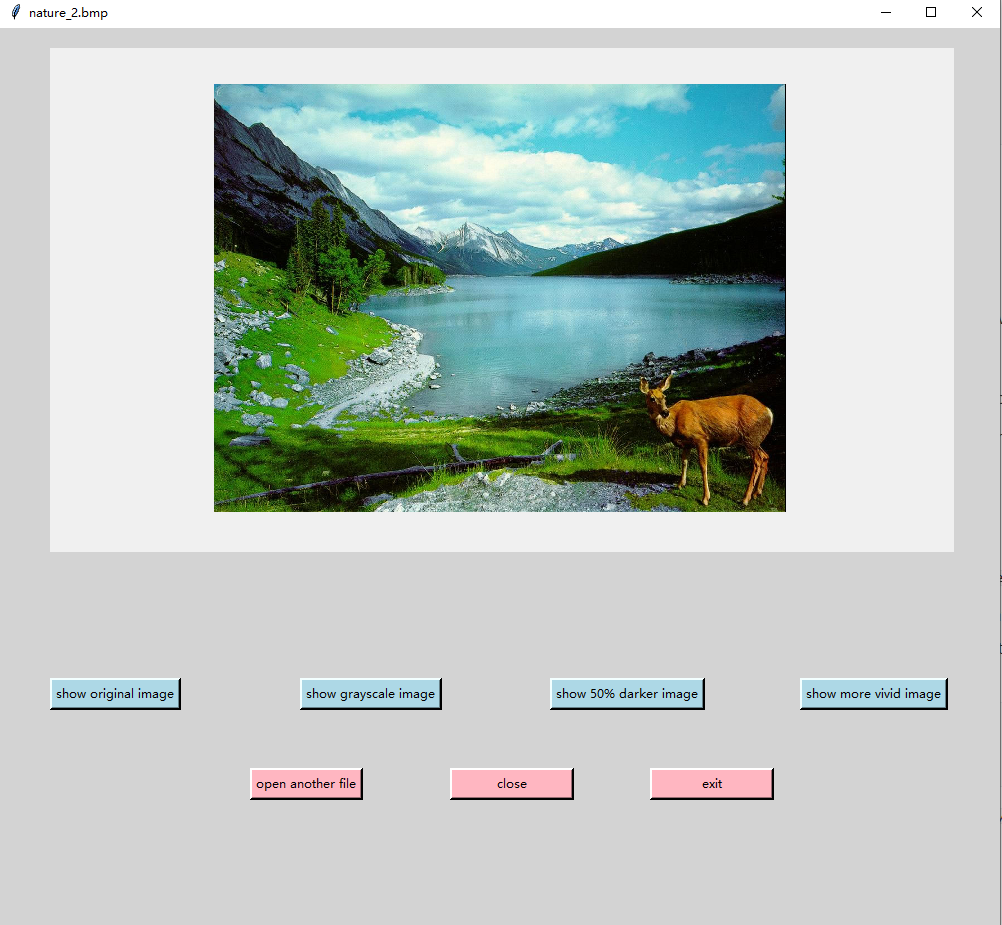 nature_2.bmp
show original image
show grayscale image
show 50% darker image
show more vivid image
open another file
close
exit